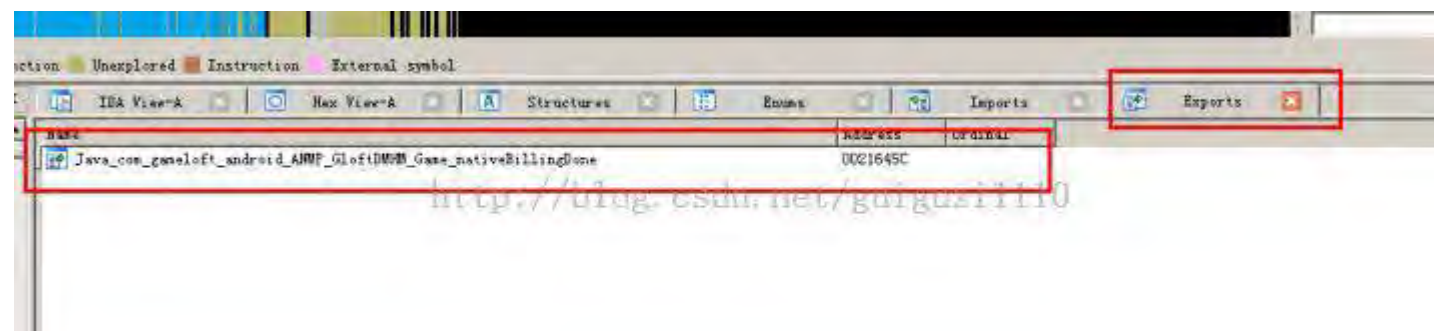 ction Unexplored Instruction External symbol
IDA View-A Hex View-A Structures Enums Imports Exports
Name Address Ordinal
Java_com_gameloft_android_ANMP_GloftDMHM_Game_nativeBillingDone 0021645C
http://blog.csdn.net/guiguzi1110